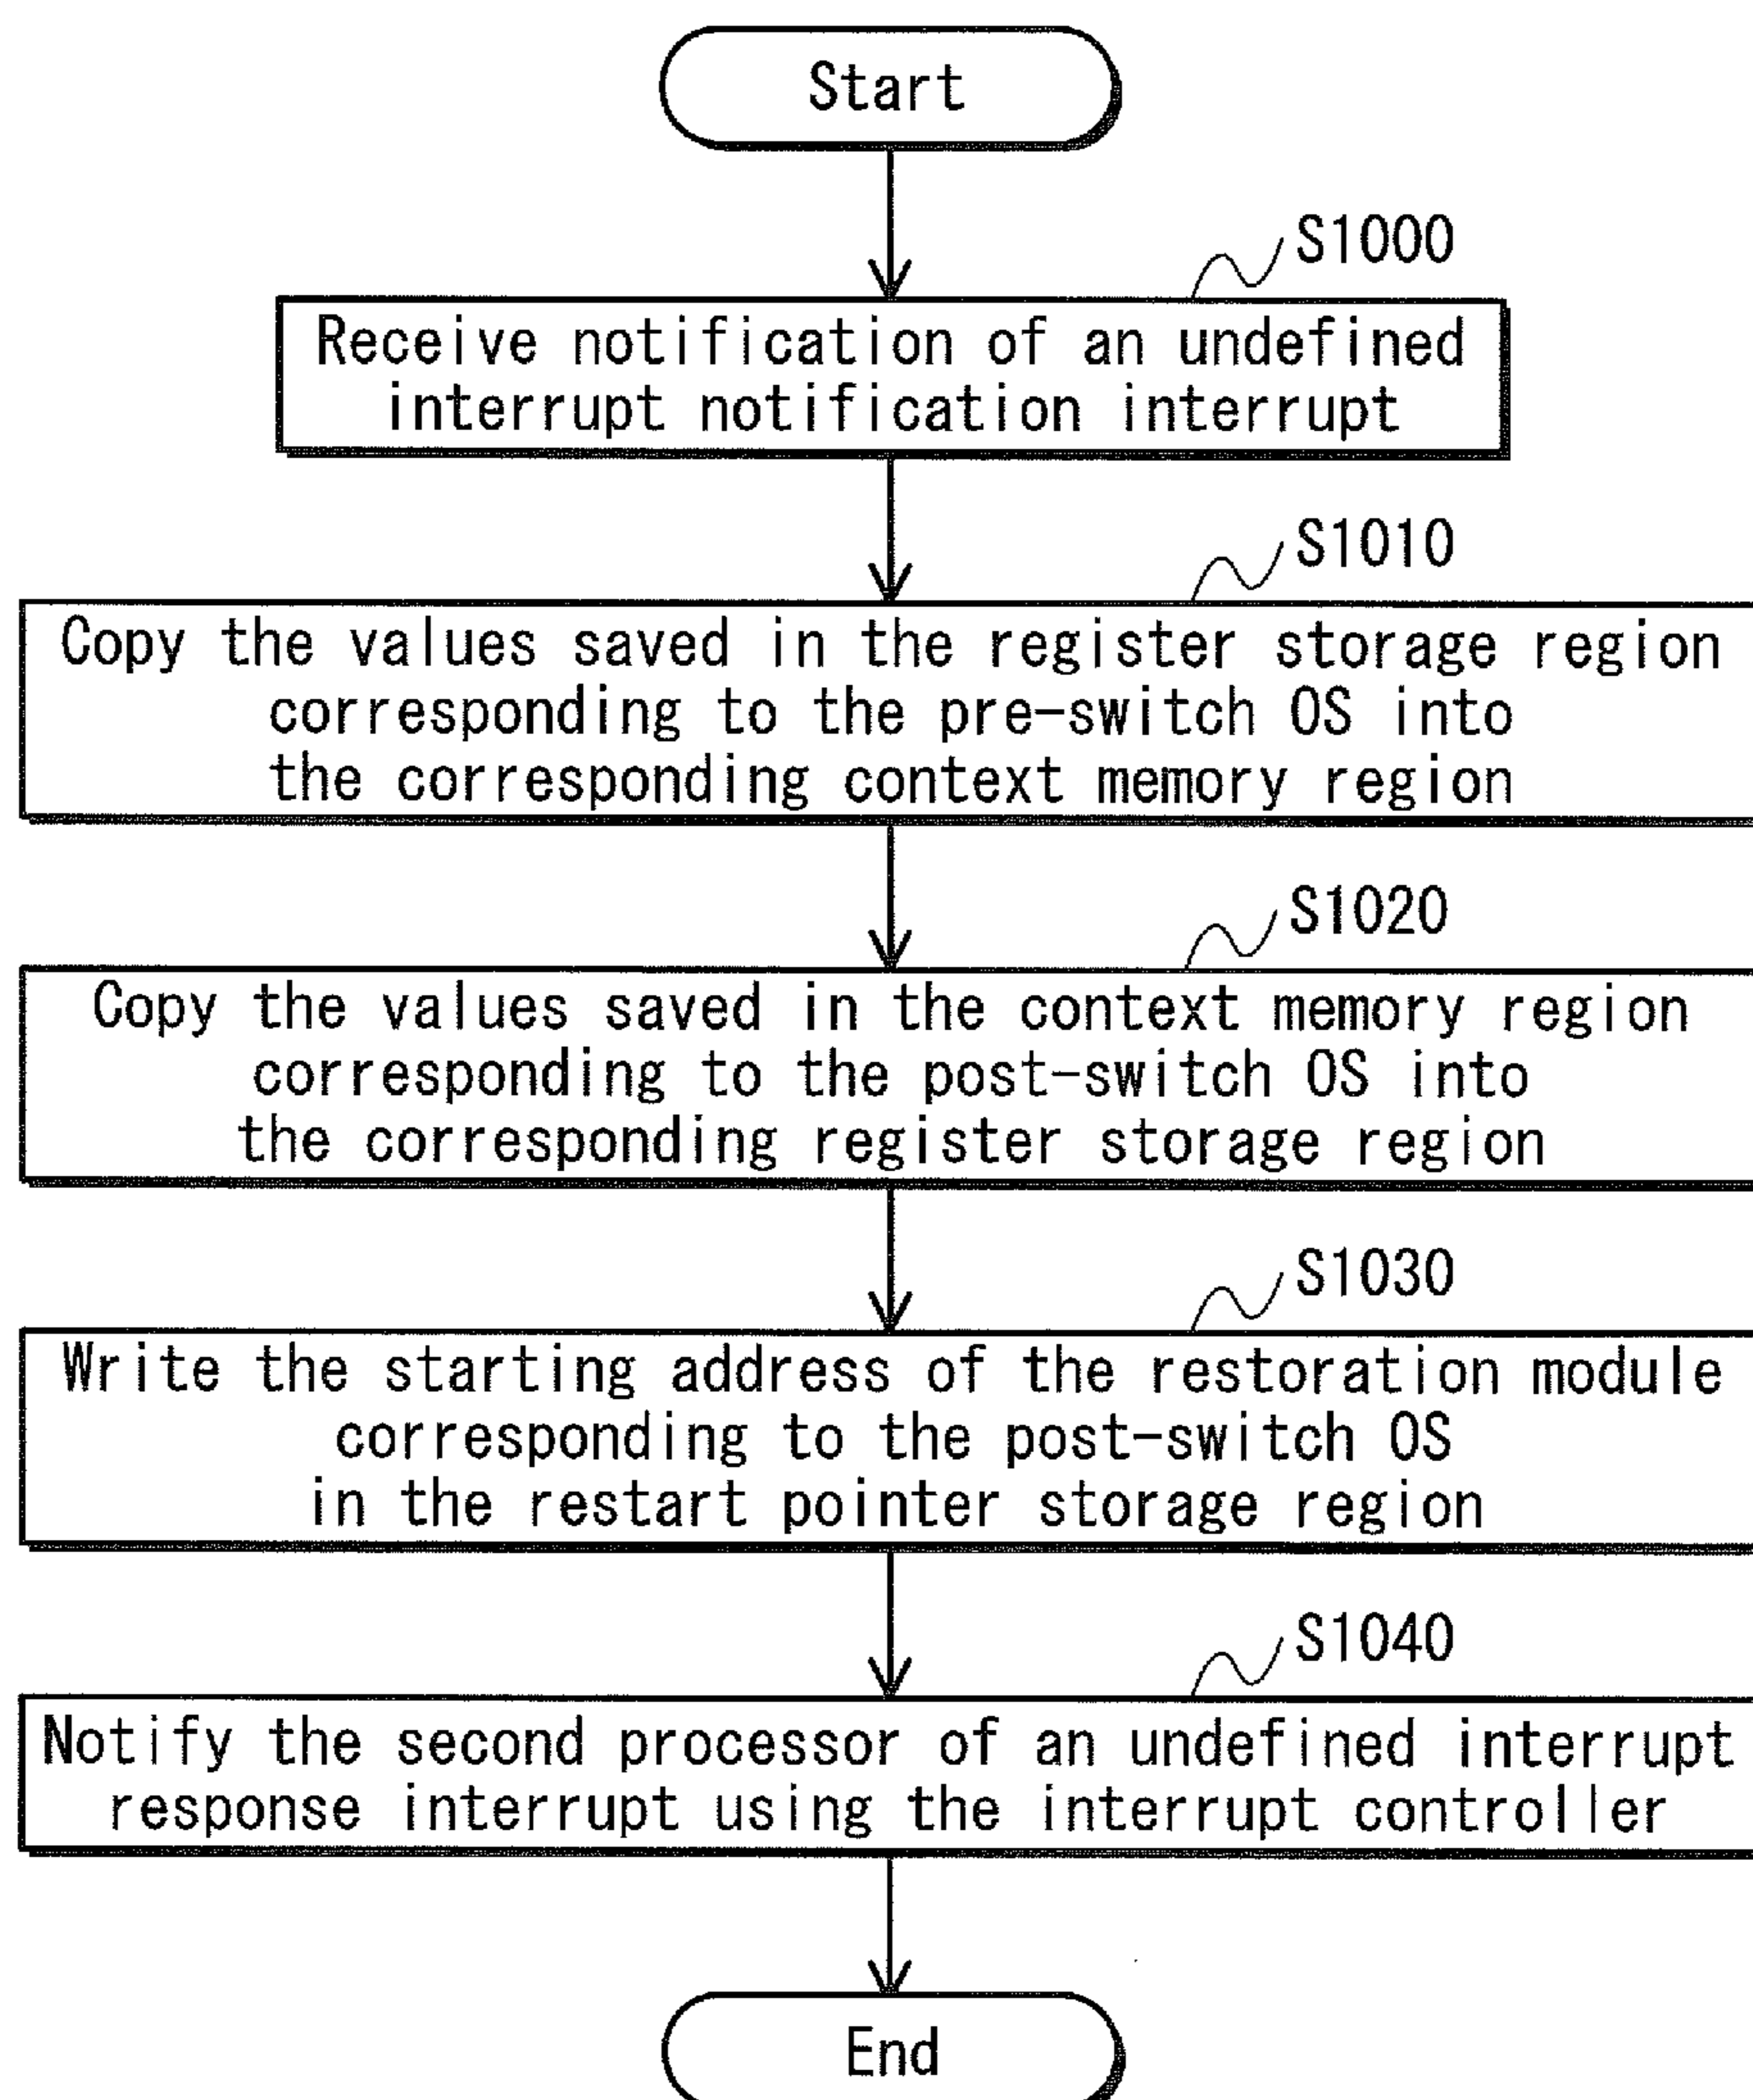 Start
S1000
Receive notification of an undefined
interrupt notification interrupt
S1010
Copy the values saved in the register storage region
corresponding to the pre-switch OS into
the corresponding context memory region
S1020
Copy the values saved in the context memory region
corresponding to the post-switch OS into
the corresponding register storage region
S1030
Write the starting address of the restoration module
corresponding to the post-switch OS
in the restart pointer storage region
S1040
Notify the second processor of an undefined interrupt
response interrupt using the interrupt controller
End